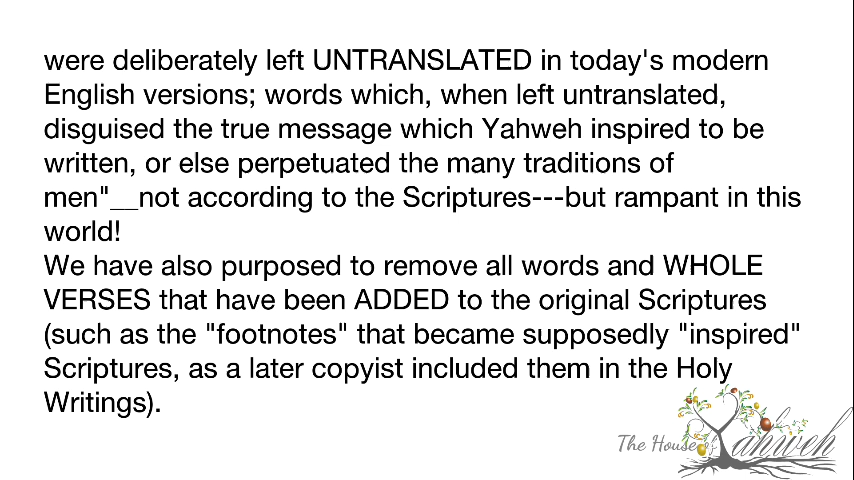 were deliberately left UNTRANSLATED in today's modern
English versions; words which, when left untranslated,
disguised the true message which Yahweh inspired to be
written, or else perpetuated the many traditions of
men"__not according to the Scriptures---but rampant in this
world!
We have also purposed to remove all words and WHOLE
VERSES that have been ADDED to the original Scriptures
(such as the "footnotes" that became supposedly "inspired"
Scriptures, as a later copyist included them in the Holy
Writings).
The House of Yahweh